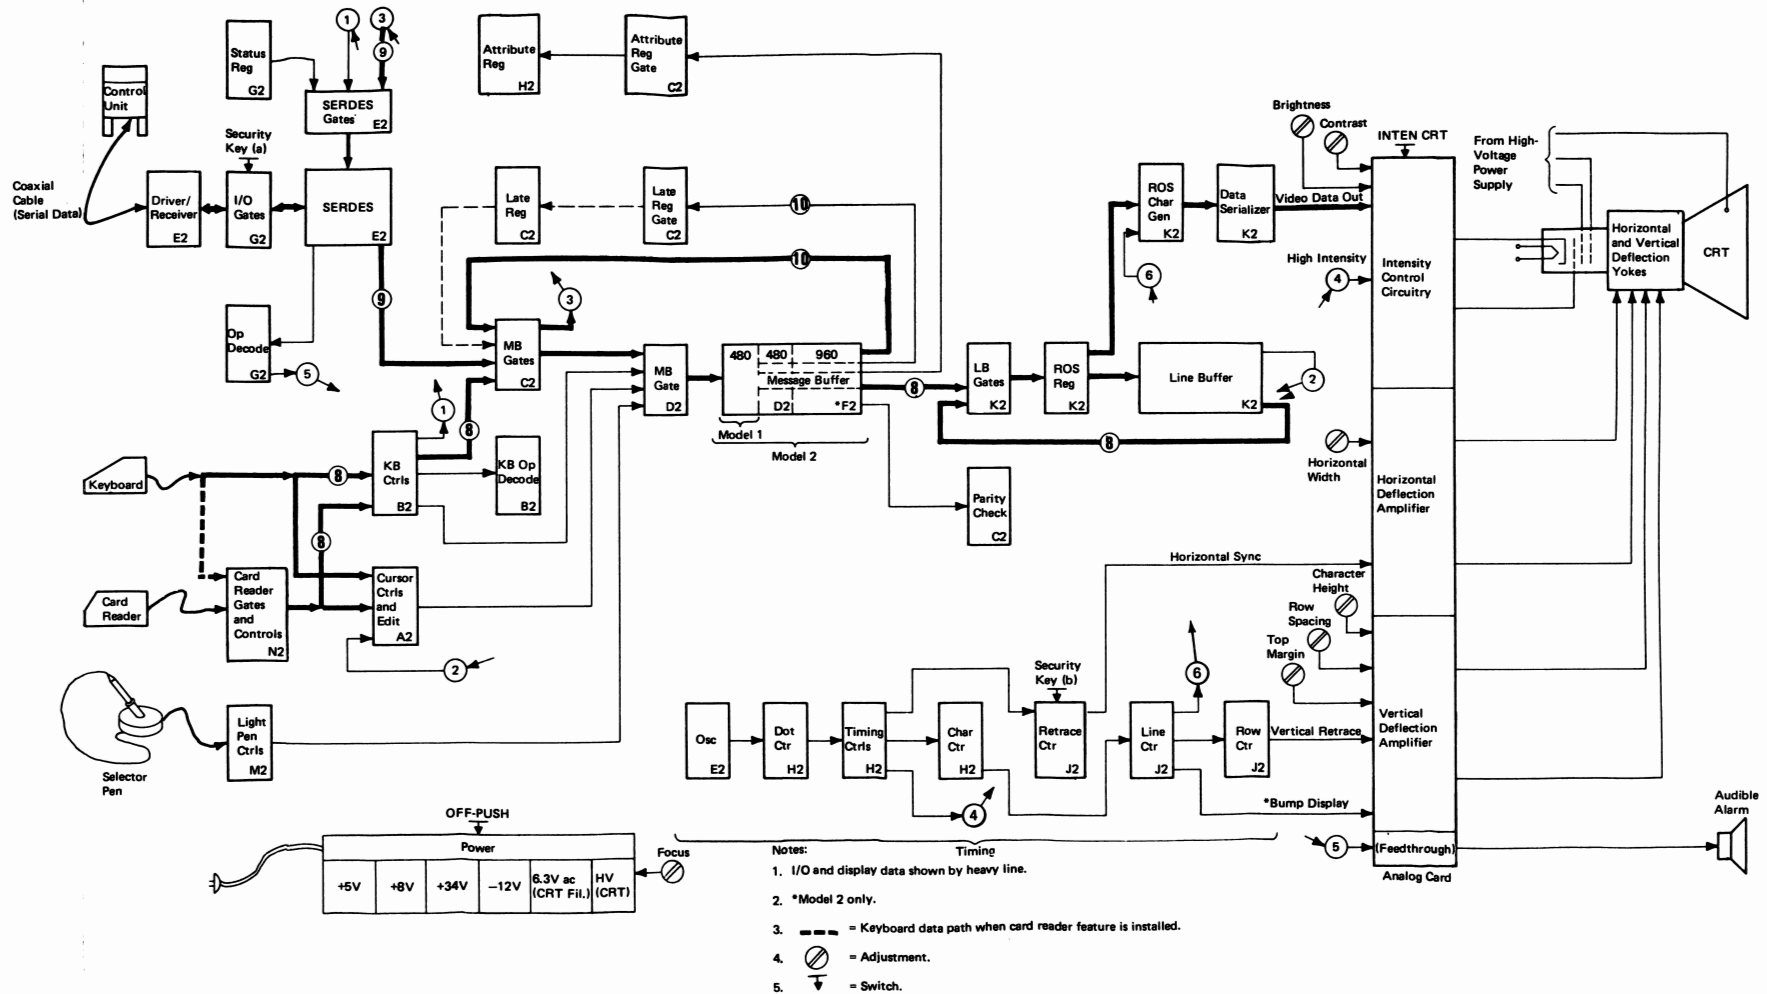 Status
Reg
G2
1
3
9
SERDES
Gates
E2
Control
Unit
Security
Key (a)
Coaxial
Cable
(Serial Data)
Driver/
Receiver
E2
I/O
Gates
G2
SERDES
E2
Op
Decode
G2
5
9
Attribute
Reg
H2
Attribute
Reg
Gate
C2
Late
Reg
C2
Late
Reg
Gate
C2
10
10
3
MB
Gates
C2
1
8
MB
Gate
D2
480
480
960
Message Buffer
D2
*F2
Model 1
Model 2
8
LB
Gates
K2
ROS
Reg
K2
Line Buffer
K2
2
8
ROS
Char
Gen
K2
6
Data
Serializer
K2
Video Data Out
Parity
Check
C2
Keyboard
8
KB
Ctrls
B2
KB Op
Decode
B2
8
Card
Reader
Card
Reader
Gates
and
Controls
N2
Cursor
Ctrls
and
Edit
A2
2
Selector
Pen
Light
Pen
Ctrls
M2
Brightness
Contrast
INTEN CRT
High Intensity
4
Intensity
Control
Circuitry
From High-
Voltage
Power
Supply
Horizontal
and Vertical
Deflection
Yokes
CRT
Horizontal
Width
Horizontal
Deflection
Amplifier
Horizontal Sync
Character
Height
Row
Spacing
Top
Margin
Vertical
Deflection
Amplifier
Osc
E2
Dot
Ctr
H2
Timing
Ctrls
H2
Char
Ctr
H2
4
Security
Key (b)
Retrace
Ctr
J2
Line
Ctr
J2
6
Row
Ctr
J2
Vertical Retrace
*Bump Display
5
(Feedthrough)
Analog Card
Audible
Alarm
Timing
OFF-PUSH
Power
+5V
+8V
+34V
−12V
6.3V ac
(CRT Fil.)
HV
(CRT)
Focus
Notes:
1. I/O and display data shown by heavy line.
2. *Model 2 only.
3. = Keyboard data path when card reader feature is installed.
4. = Adjustment.
5. = Switch.